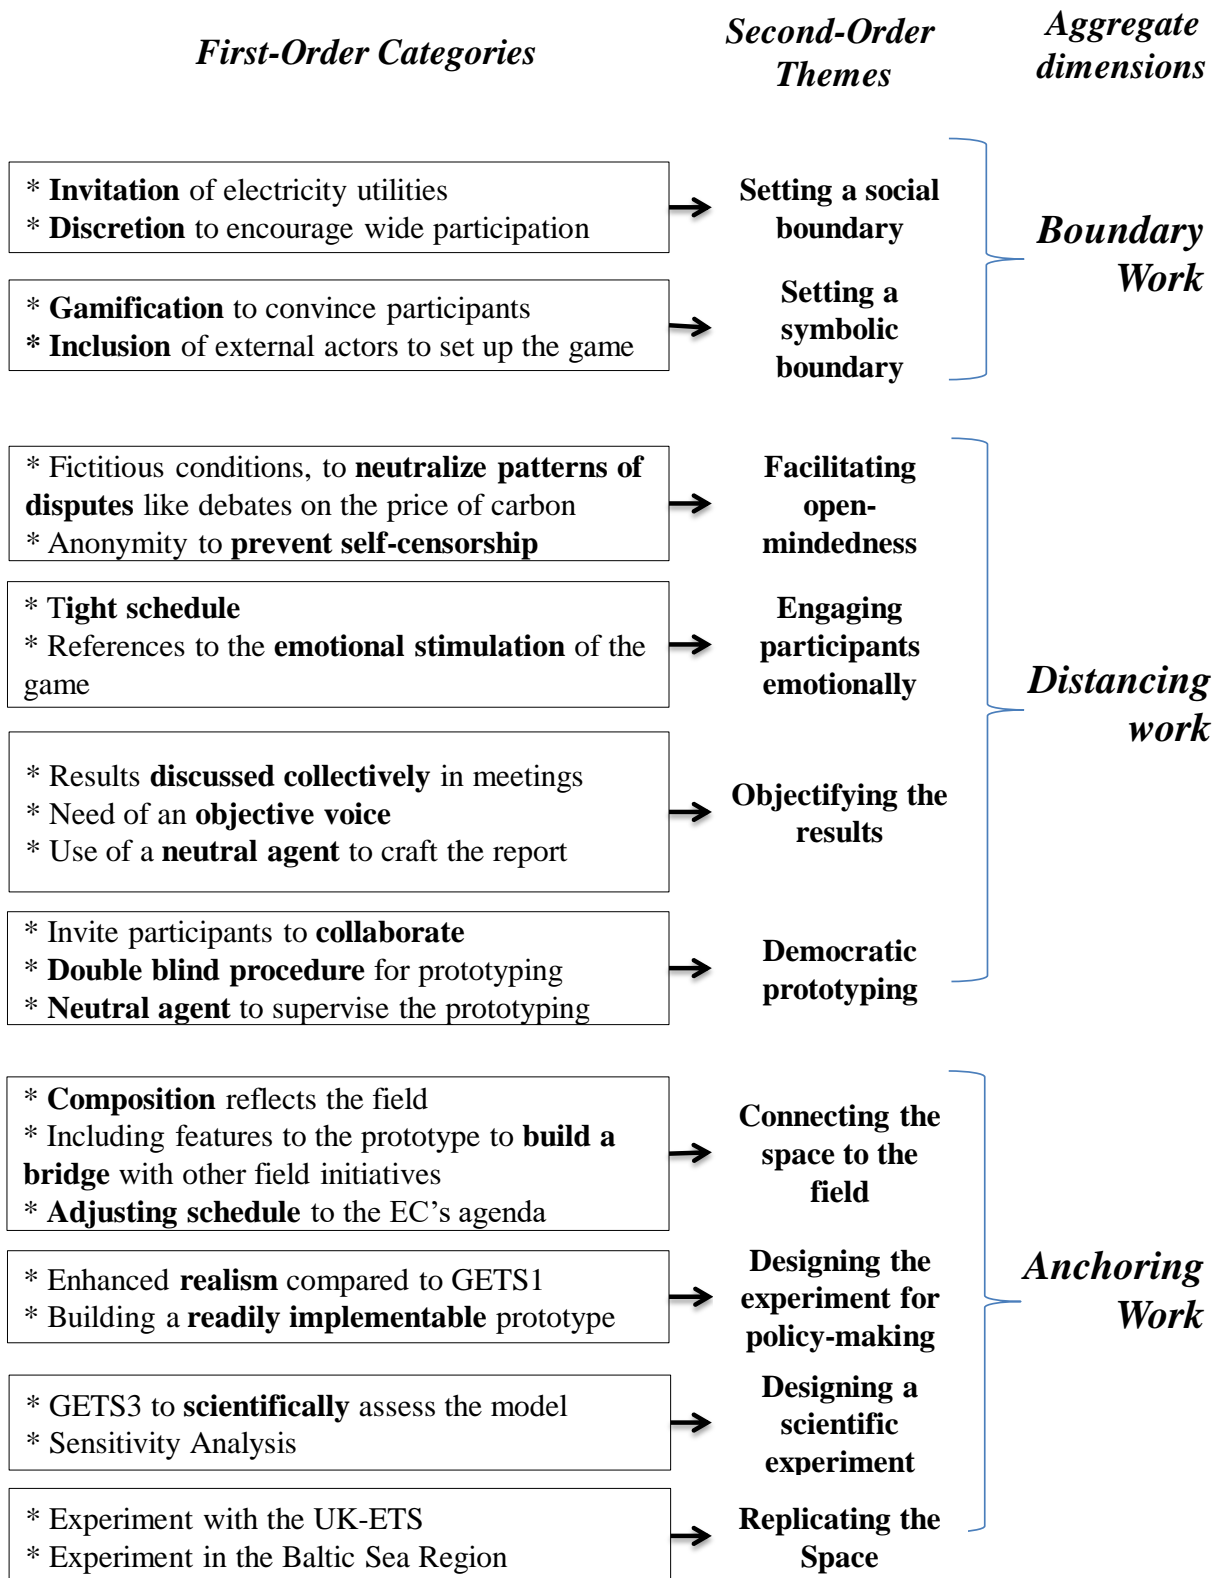 First-Order Categories
Second-Order
Themes
Aggregate
dimensions
* Invitation of electricity utilities
* Discretion to encourage wide participation
Setting a social
boundary
* Gamification to convince participants
* Inclusion of external actors to set up the game
Setting a
symbolic
boundary
Boundary
Work
* Fictitious conditions, to neutralize patterns of
disputes like debates on the price of carbon
* Anonymity to prevent self-censorship
Facilitating
open-
mindedness
* Tight schedule
* References to the emotional stimulation of the
game
Engaging
participants
emotionally
* Results discussed collectively in meetings
* Need of an objective voice
* Use of a neutral agent to craft the report
Objectifying the
results
* Invite participants to collaborate
* Double blind procedure for prototyping
* Neutral agent to supervise the prototyping
Democratic
prototyping
Distancing
work
* Composition reflects the field
* Including features to the prototype to build a
bridge with other field initiatives
* Adjusting schedule to the EC's agenda
Connecting the
space to the
field
* Enhanced realism compared to GETS1
* Building a readily implementable prototype
Designing the
experiment for
policy-making
* GETS3 to scientifically assess the model
* Sensitivity Analysis
Designing a
scientific
experiment
* Experiment with the UK-ETS
* Experiment in the Baltic Sea Region
Replicating the
Space
Anchoring
Work